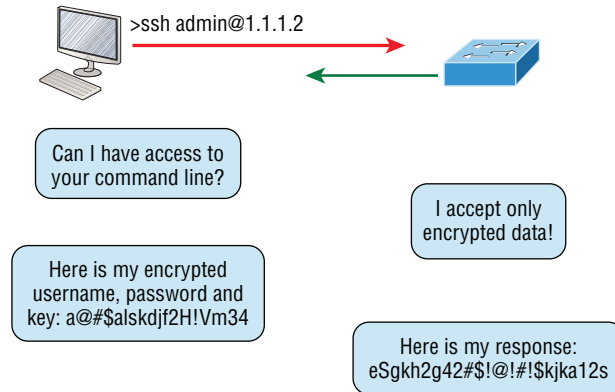 >ssh admin@1.1.1.2
Can I have access to
your command line?
I accept only
encrypted data!
Here is my encrypted
username, password and
key: a@#$alskdjf2H!Vm34
Here is my response:
eSgkh2g42#$!@!#!$kjka12s